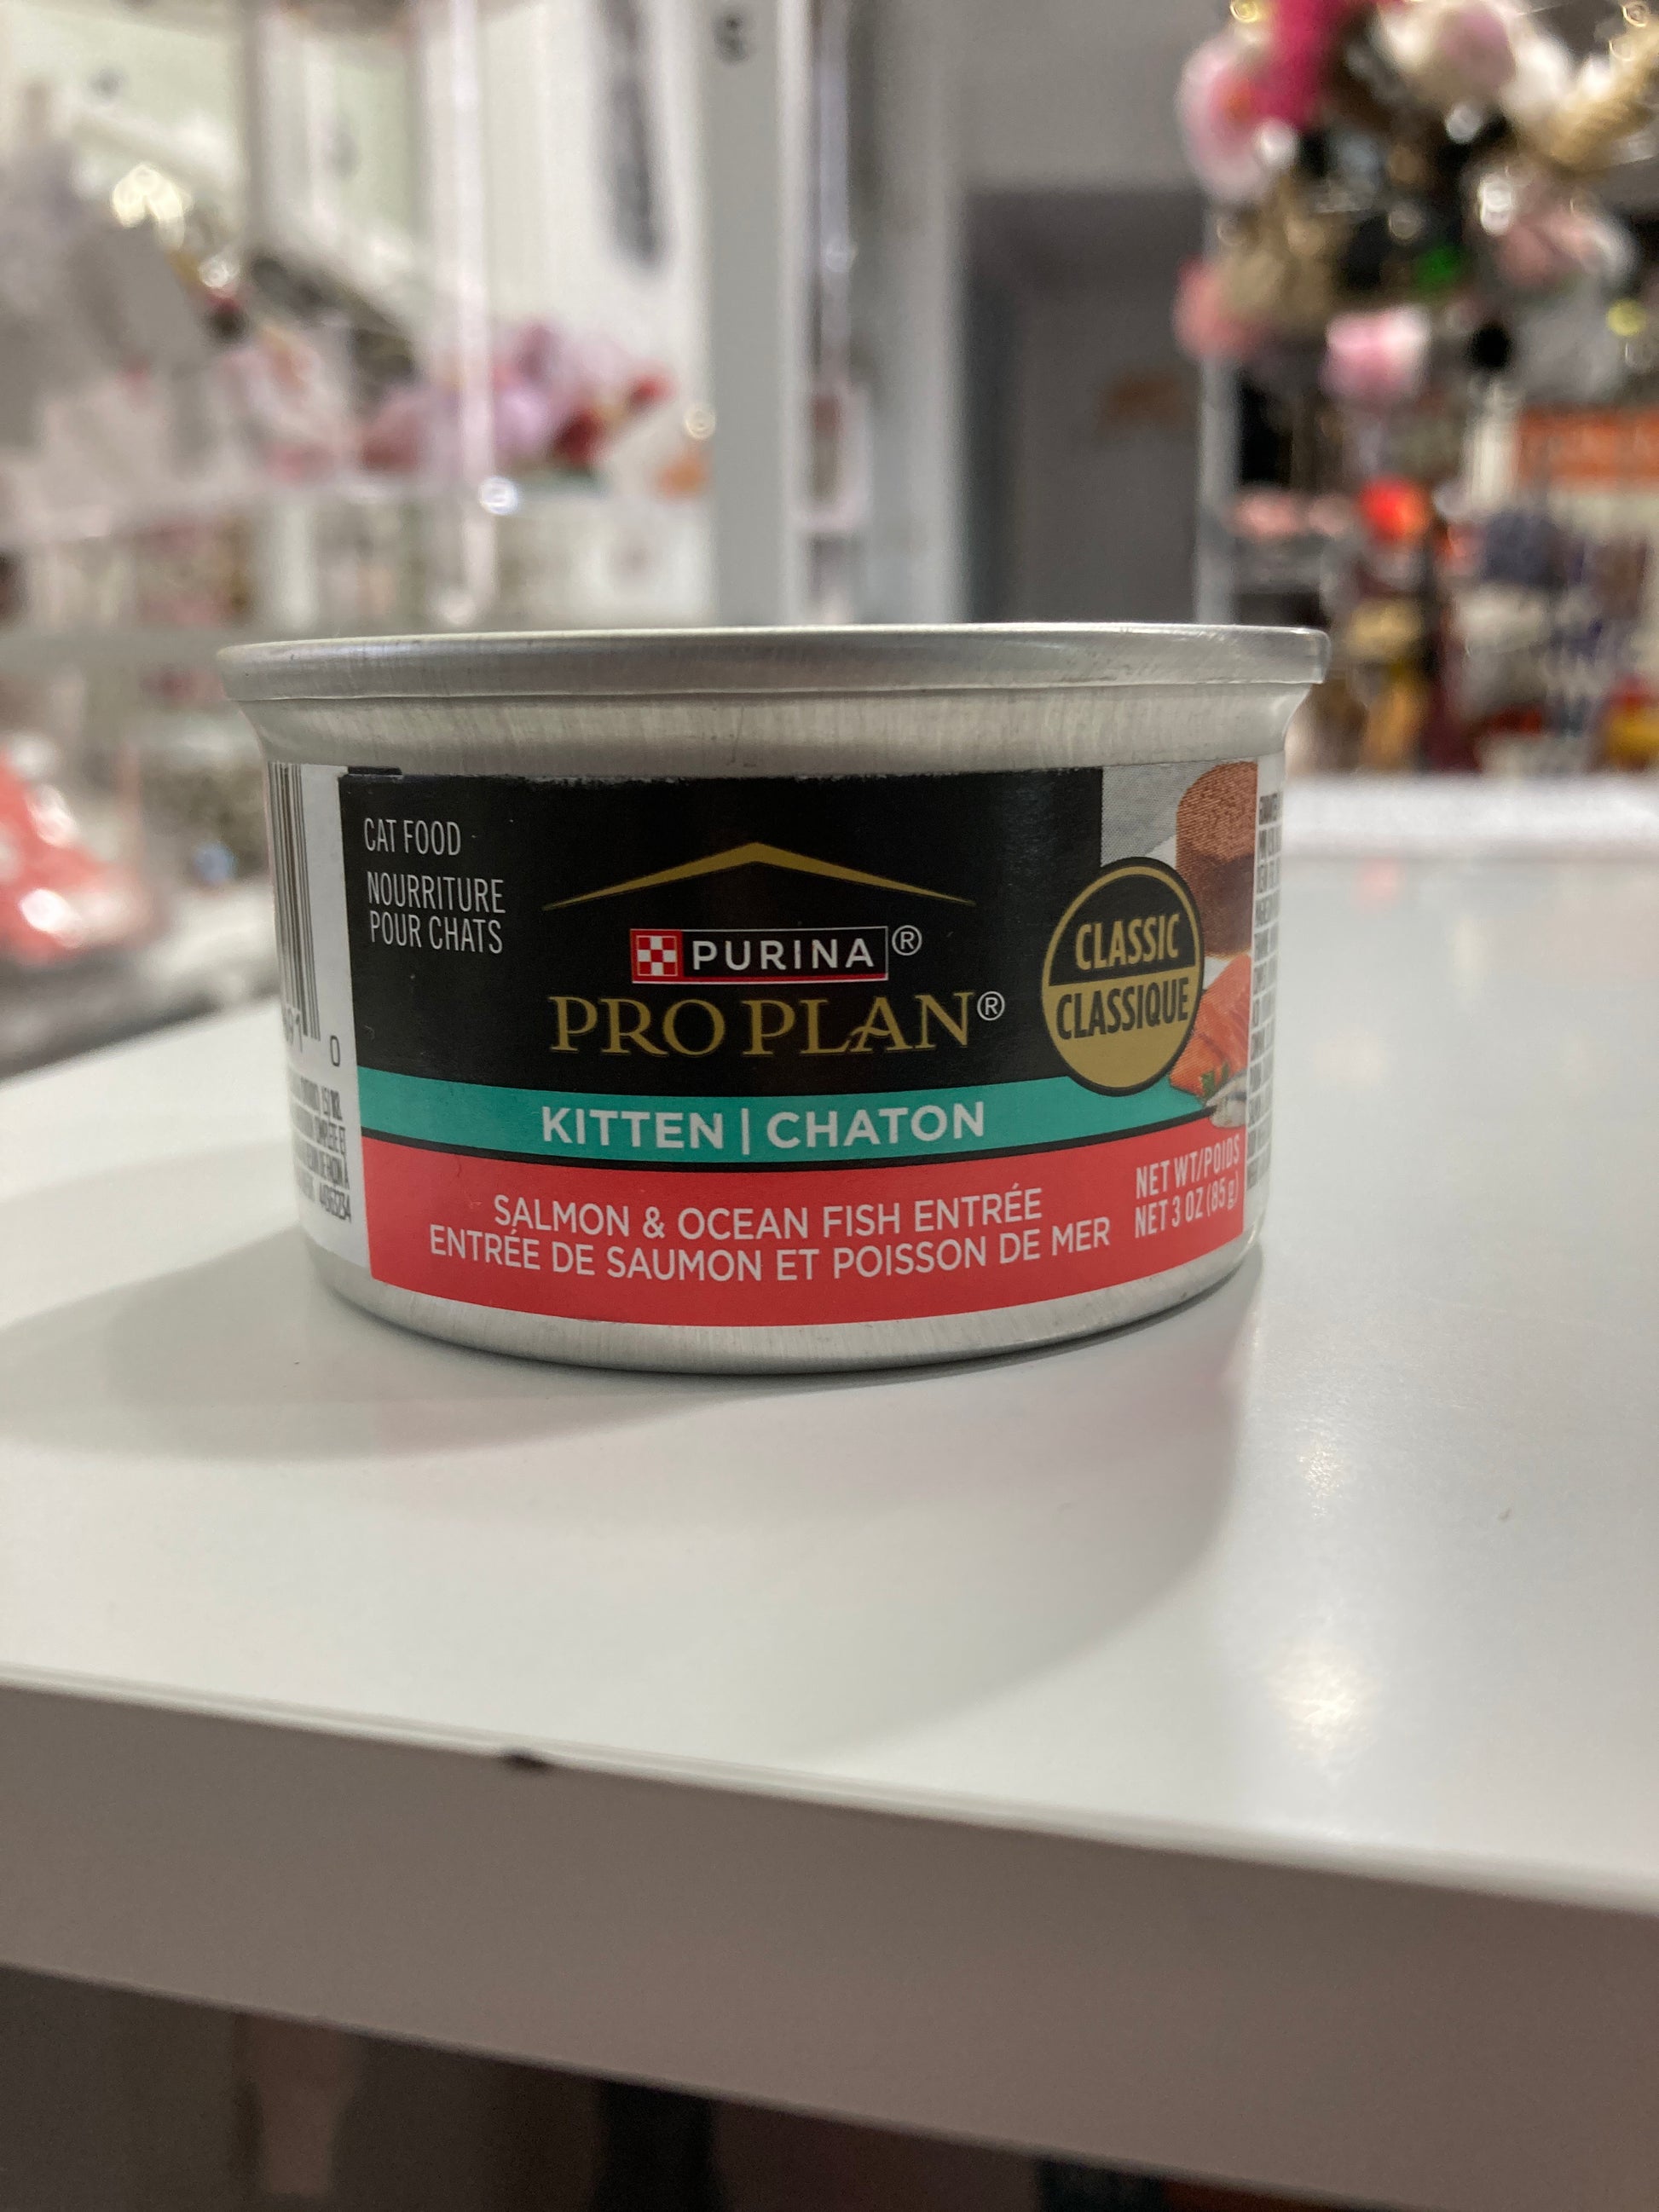 CAT FOOD
NOURRITURE
POUR CHATS
PURINA®
PRO PLAN®
CLASSIC
CLASSIQUE
KITTEN | CHATON
SALMON & OCEAN FISH ENTRÉE
ENTRÉE DE SAUMON ET POISSON DE MER
NET WT/POIDS
NET 3 OZ (85 g)
0